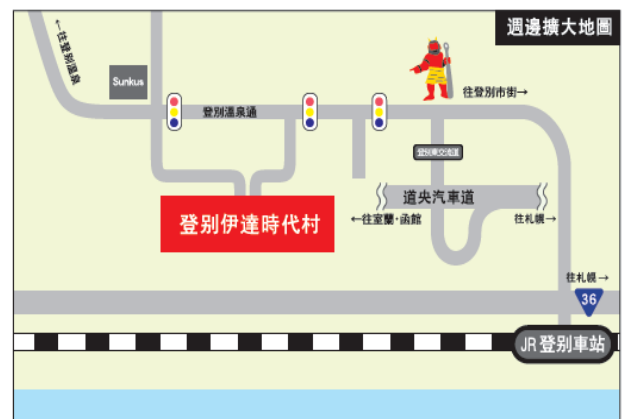 週邊擴大地圖
←往登別溫泉
Sunkus
往登別市街→
登別溫泉通
登別東交流道
道央汽車道
登別伊達時代村
←往室蘭·函館
往札幌→
往札幌→
36
JR登別車站